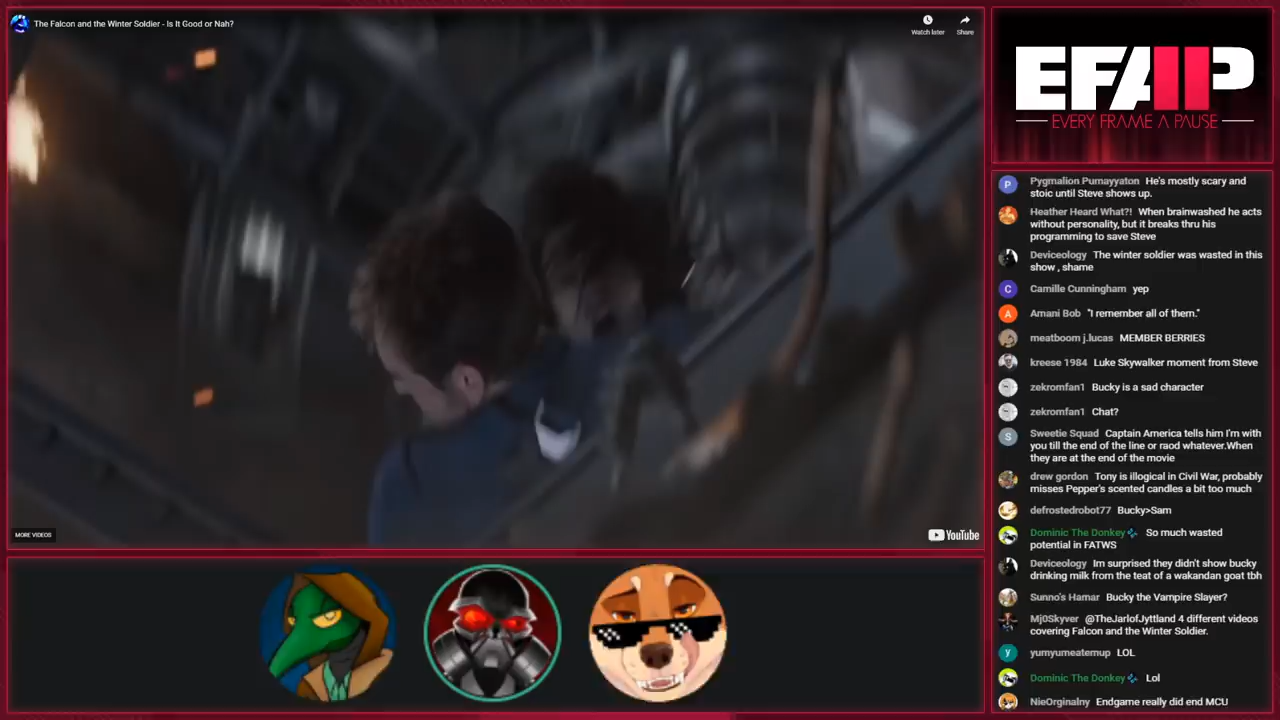 The Falcon and the Winter Soldier - Is It Good or Nah?
Watch later
Share
MORE VIDEOS
YouTube
EFAP
EVERY FRAME A PAUSE
P
Pygmalion Pumayyaton He's mostly scary and
stoic until Steve shows up.
Heather Heard What?! When brainwashed he acts
without personality, but it breaks thru his
programming to save Steve
Deviceology The winter soldier was wasted in this
show , shame
C
Camille Cunningham yep
A
Amani Bob "I remember all of them."
meatboom j.lucas MEMBER BERRIES
kreese 1984 Luke Skywalker moment from Steve
zekromfan1 Bucky is a sad character
zekromfan1 Chat?
S
Sweetie Squad Captain America tells him I'm with
you till the end of the line or raod whatever.When
they are at the end of the movie
drew gordon Tony is illogical in Civil War, probably
misses Pepper's scented candles a bit too much
defrostedrobot77 Bucky>Sam
Dominic The Donkey So much wasted
potential in FATWS
Deviceology Im surprised they didn't show bucky
drinking milk from the teat of a wakandan goat tbh
Sunno's Hamar Bucky the Vampire Slayer?
Mj0Skyver @TheJarlofJyttland 4 different videos
covering Falcon and the Winter Soldier.
y
yumyumeatemup LOL
Dominic The Donkey Lol
NieOrginalny Endgame really did end MCU